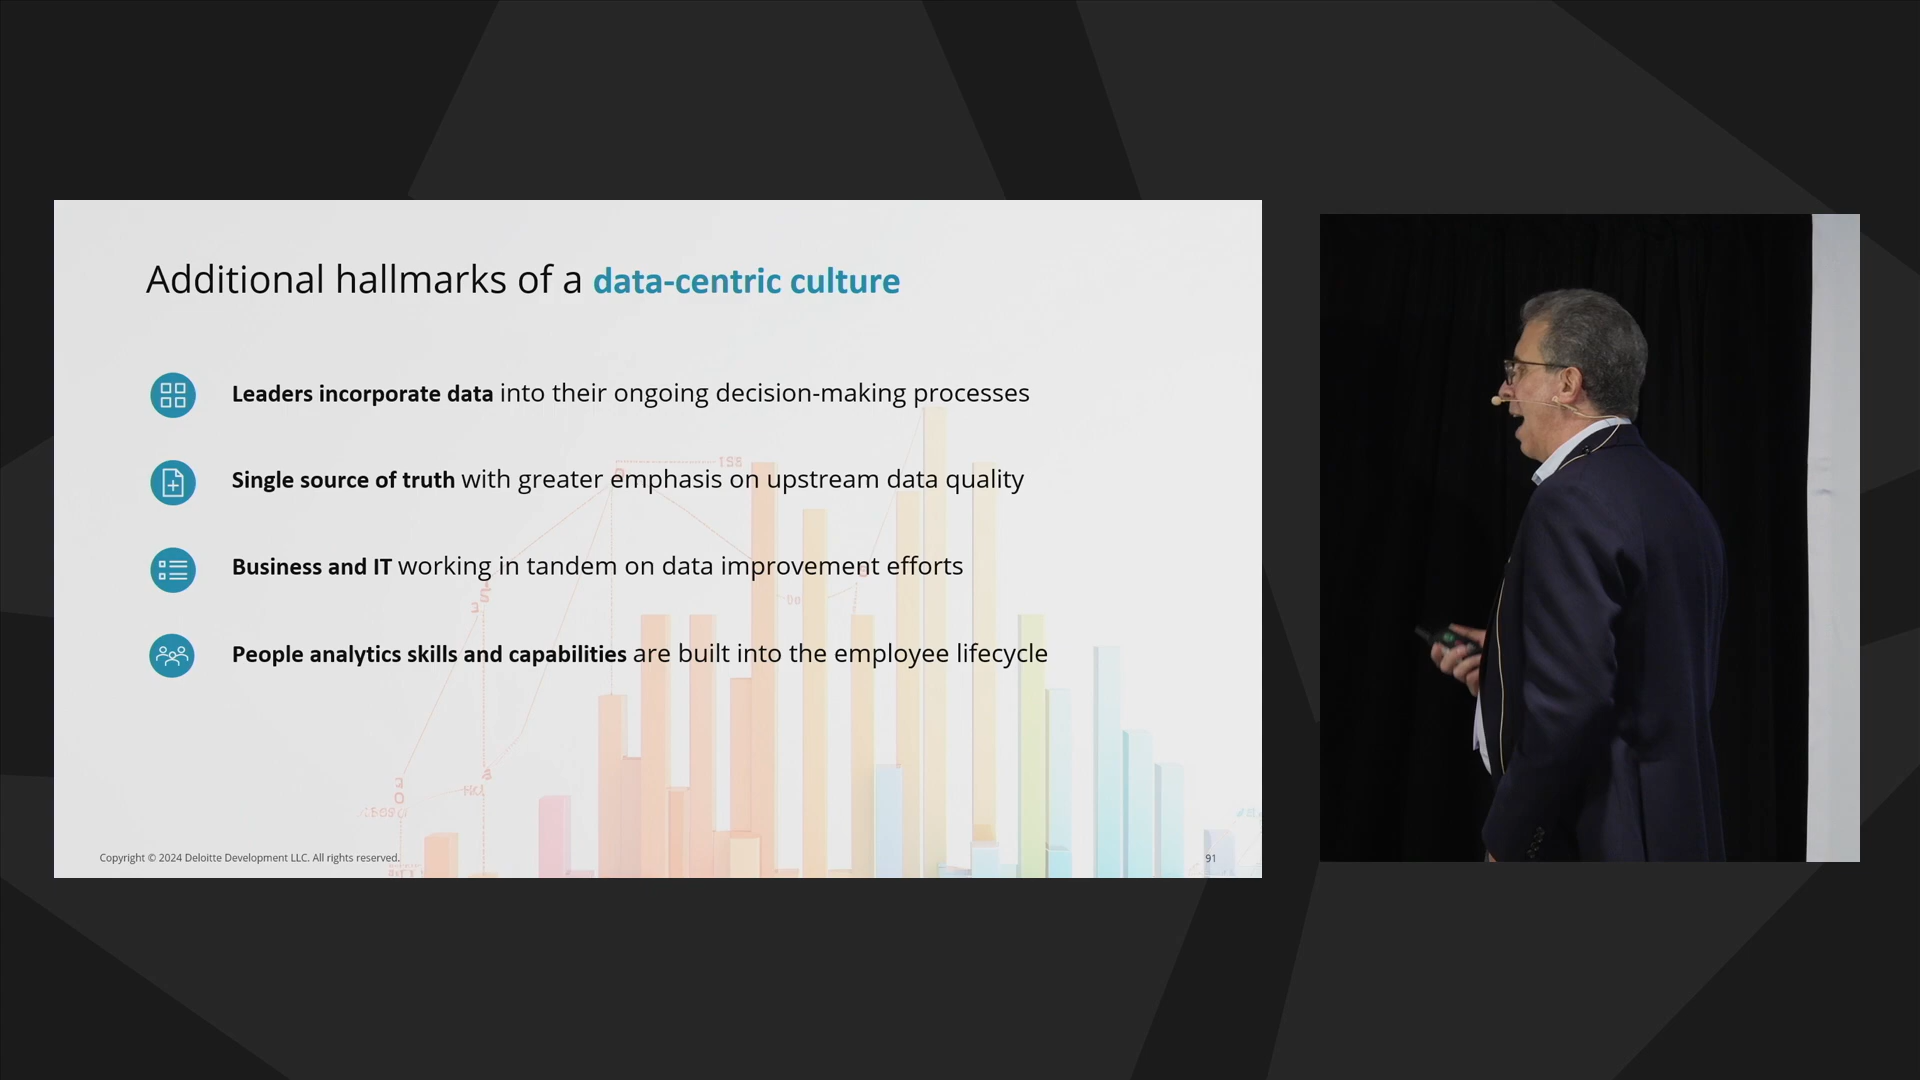 Additional hallmarks of a data-centric culture
Leaders incorporate data into their ongoing decision-making processes
Single source of truth with greater emphasis on upstream data quality
Business and IT working in tandem on data improvement efforts
People analytics skills and capabilities are built into the employee lifecycle
Copyright © 2024 Deloitte Development LLC. All rights reserved.
91